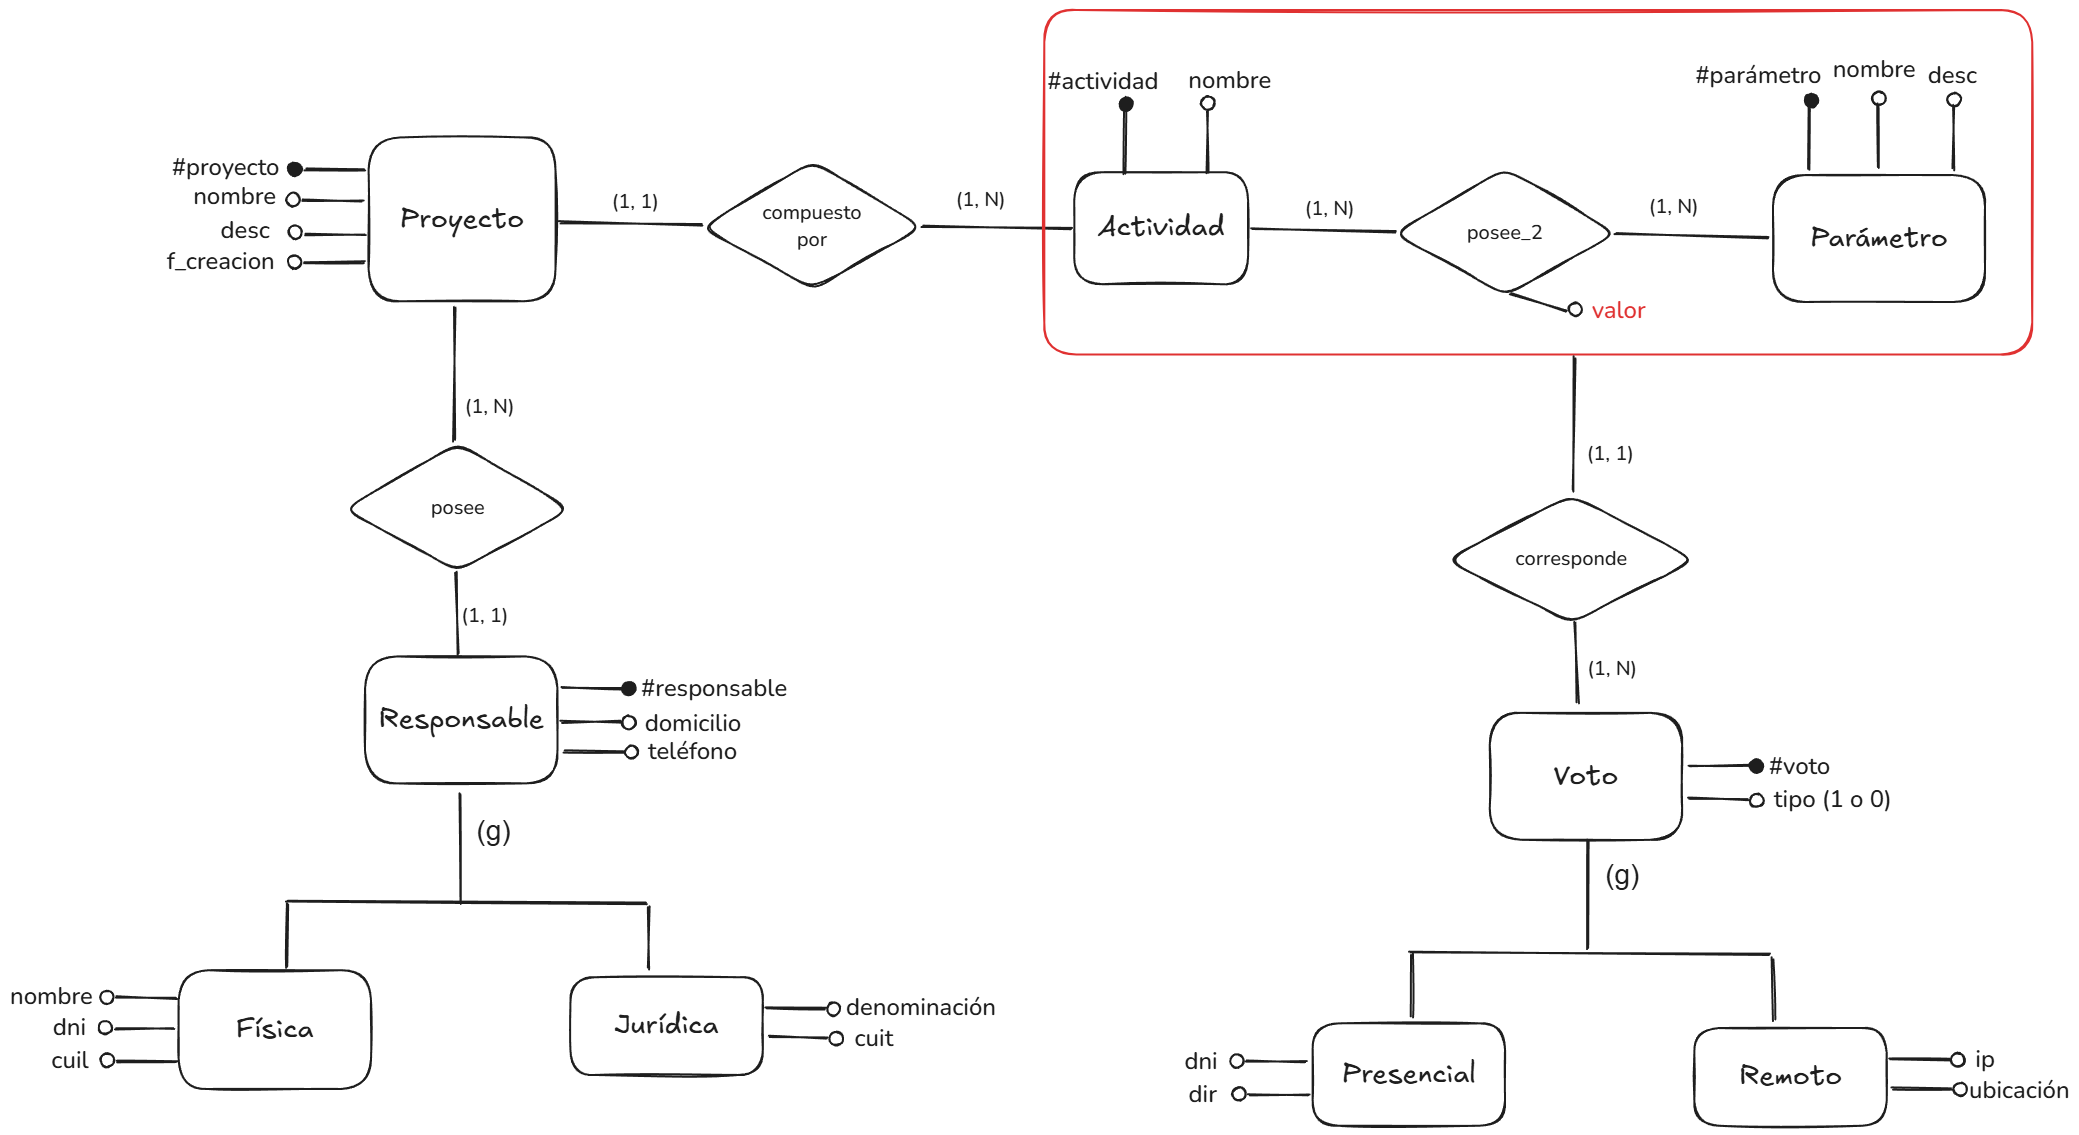 #proyecto
nombre
desc
f_creacion
Proyecto
(1, 1)
compuesto
por
(1, N)
#actividad
nombre
Actividad
(1, N)
posee_2
valor
(1, N)
#parámetro
nombre
desc
Parámetro
(1, N)
posee
(1, 1)
Responsable
#responsable
domicilio
teléfono
(g)
nombre
dni
cuil
Física
Jurídica
denominación
cuit
(1, 1)
corresponde
(1, N)
Voto
#voto
tipo (1 o 0)
(g)
dni
dir
Presencial
Remoto
ip
ubicación